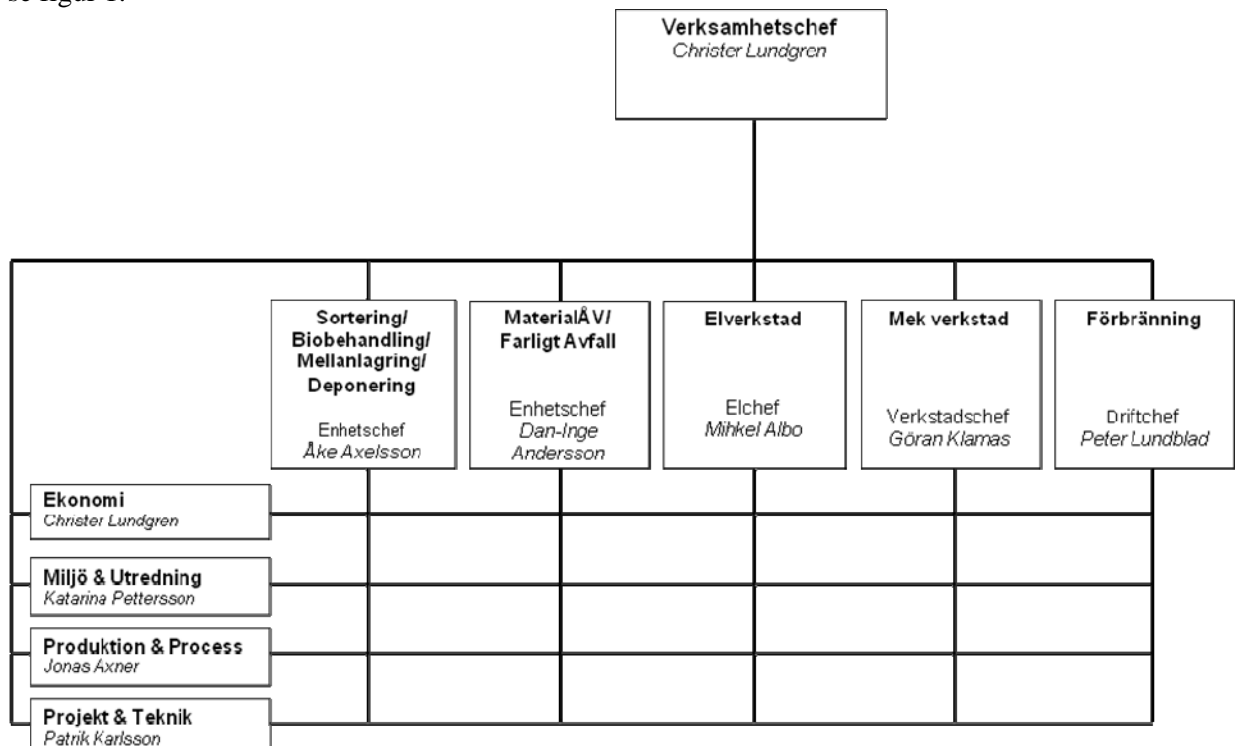 se figur 1.
Verksamhetschef
Christer Lundgren
Sortering/
Biobehandling/
Mellanlagring/
Deponering
Enhetschef
Åke Axelsson
MaterialÅV/
Farligt Avfall
Enhetschef
Dan-Inge
Andersson
Elverkstad
Elchef
Mihkel Albo
Mek verkstad
Verkstadschef
Göran Klamas
Förbränning
Driftchef
Peter Lundblad
Ekonomi
Christer Lundgren
Miljö & Utredning
Katarina Pettersson
Produktion & Process
Jonas Axner
Projekt & Teknik
Patrik Karlsson